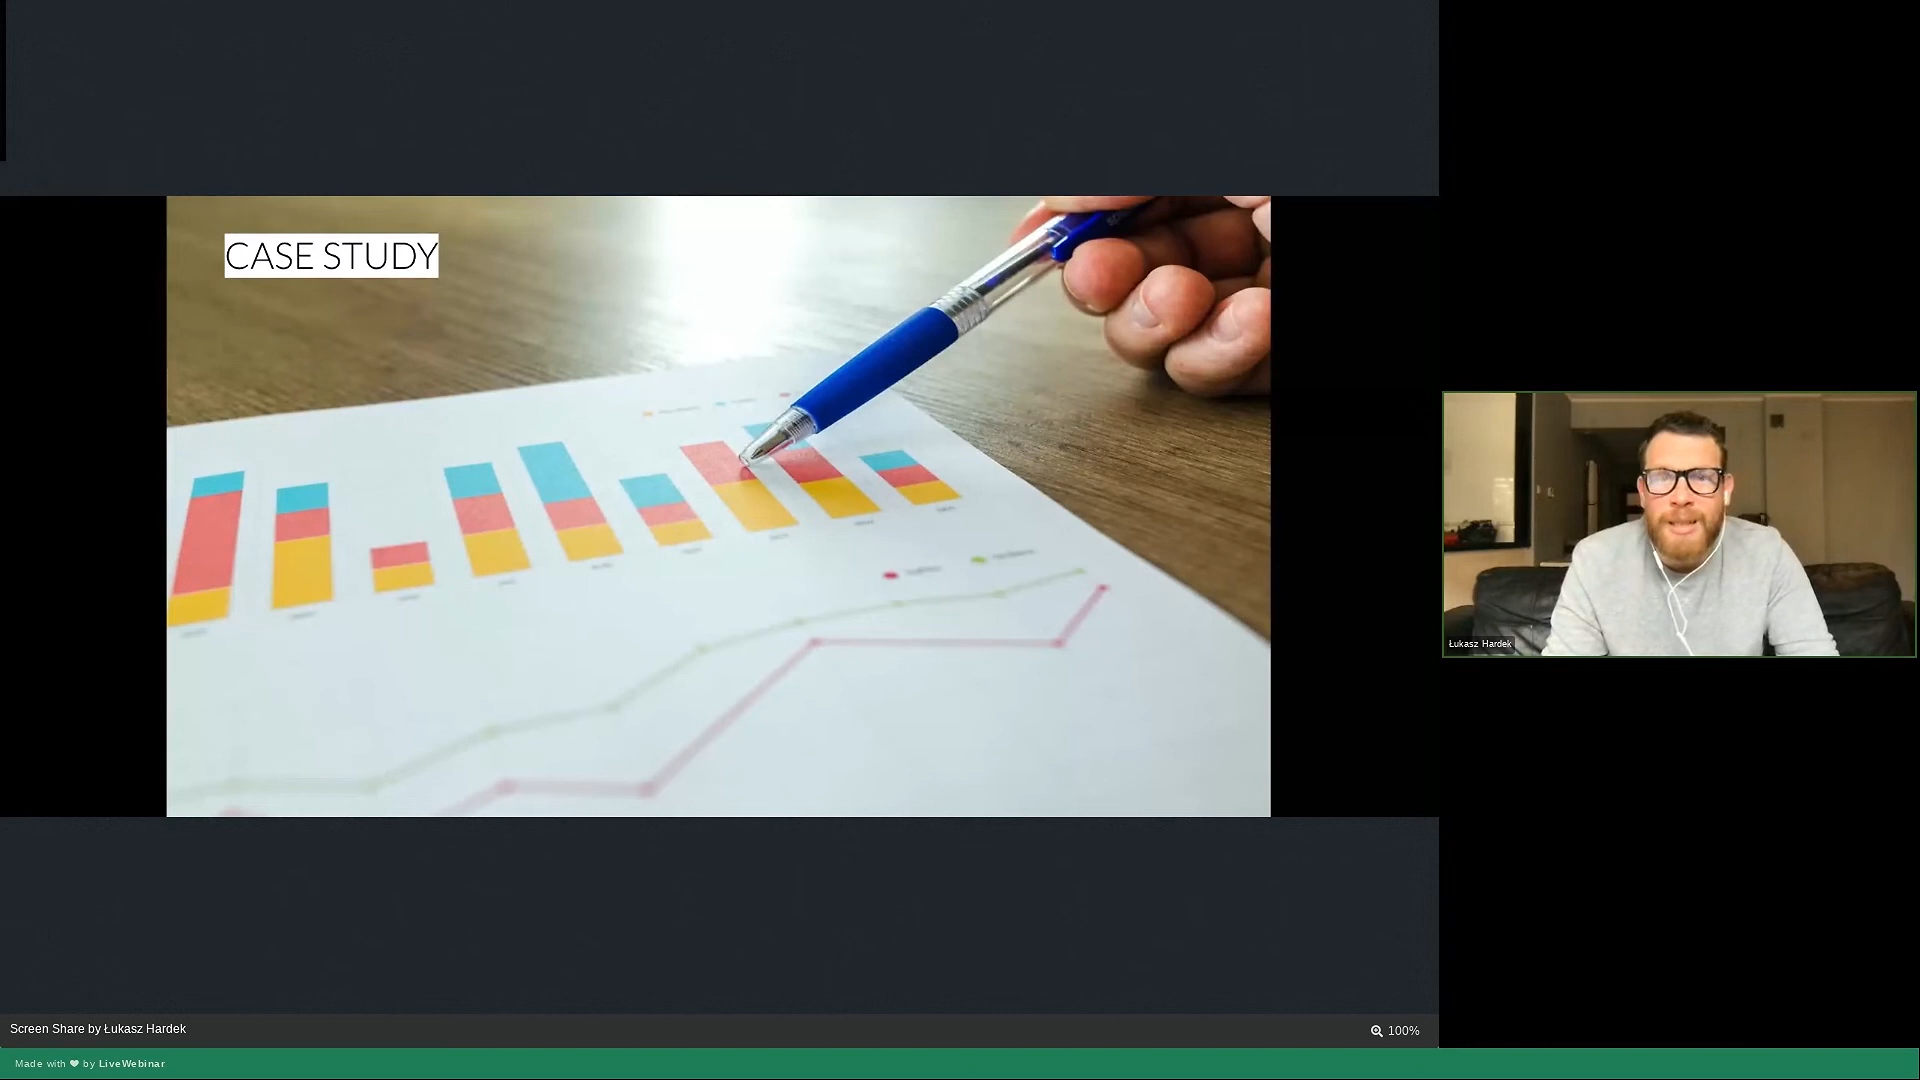 CASE STUDY
Łukasz Hardek
Screen Share by Łukasz Hardek
100%
Made with ❤ by LiveWebinar